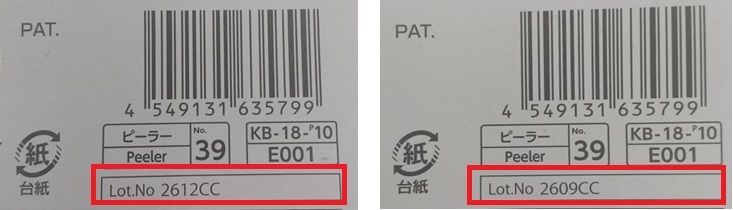 PAT.
4 549131 635799
紙
台紙
ピーラー
Peeler
No.
39
KB-18-P10
E001
Lot.No 2612CC
PAT.
4 549131 635799
紙
台紙
ピーラー
Peeler
No.
39
KB-18-P10
E001
Lot.No 2609CC